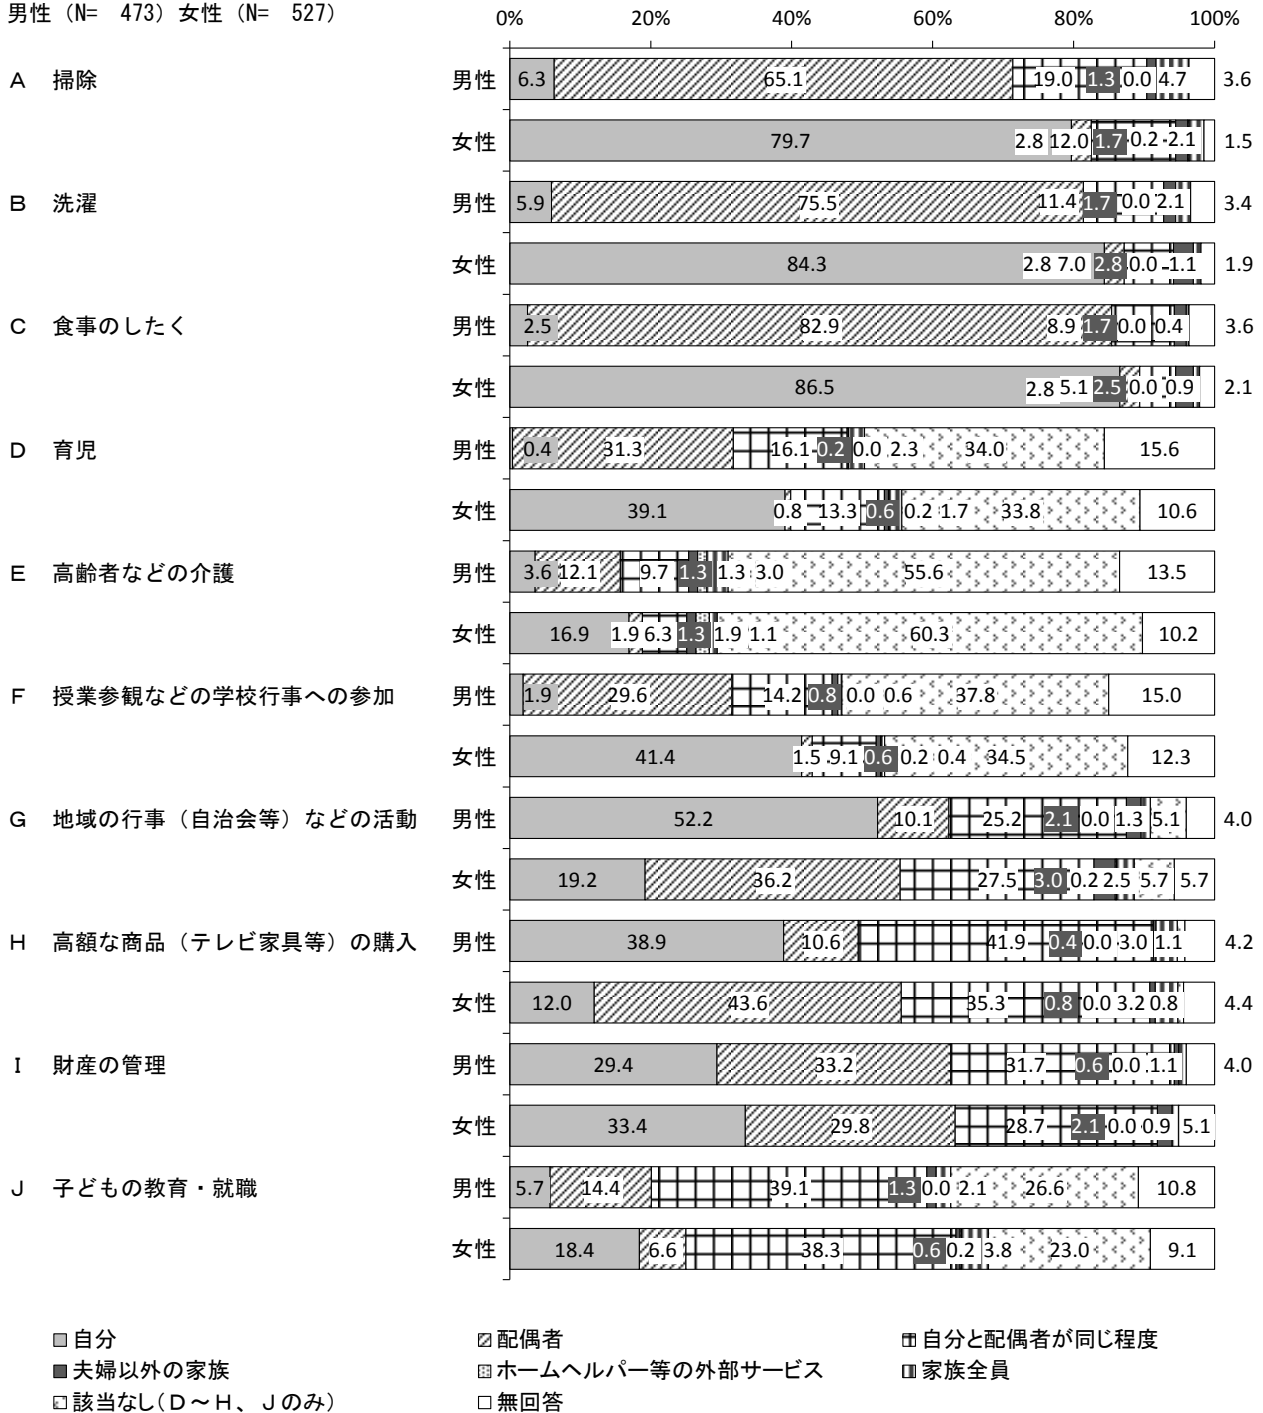 男性（N=　473）女性（N=　527）
0% 20% 40% 60% 80% 100%
A 掃除 男性 6.3 65.1 19.0 1.3 0.0 4.7 3.6
女性 79.7 2.8 12.0 1.7 0.2 2.1 1.5
B 洗濯 男性 5.9 75.5 11.4 1.7 0.0 2.1 3.4
女性 84.3 2.8 7.0 2.8 0.0 1.1 1.9
C 食事のしたく 男性 2.5 82.9 8.9 1.7 0.0 0.4 3.6
女性 86.5 2.8 5.1 2.5 0.0 0.9 2.1
D 育児 男性 0.4 31.3 16.1 0.2 0.0 2.3 34.0 15.6
女性 39.1 0.8 13.3 0.6 0.2 1.7 33.8 10.6
E 高齢者などの介護 男性 3.6 12.1 9.7 1.3 1.3 3.0 55.6 13.5
女性 16.9 1.9 6.3 1.3 1.9 1.1 60.3 10.2
F 授業参観などの学校行事への参加 男性 1.9 29.6 14.2 0.8 0.0 0.6 37.8 15.0
女性 41.4 1.5 9.1 0.6 0.2 0.4 34.5 12.3
G 地域の行事（自治会等）などの活動 男性 52.2 10.1 25.2 2.1 0.0 1.3 5.1 4.0
女性 19.2 36.2 27.5 3.0 0.2 2.5 5.7 5.7
H 高額な商品（テレビ家具等）の購入 男性 38.9 10.6 41.9 0.4 0.0 3.0 1.1 4.2
女性 12.0 43.6 35.3 0.8 0.0 3.2 0.8 4.4
I 財産の管理 男性 29.4 33.2 31.7 0.6 0.0 1.1 4.0
女性 33.4 29.8 28.7 2.1 0.0 0.9 5.1
J 子どもの教育・就職 男性 5.7 14.4 39.1 1.3 0.0 2.1 26.6 10.8
女性 18.4 6.6 38.3 0.6 0.2 3.8 23.0 9.1
自分 配偶者 自分と配偶者が同じ程度
夫婦以外の家族 ホームヘルパー等の外部サービス 家族全員
該当なし（D～H、Jのみ） 無回答